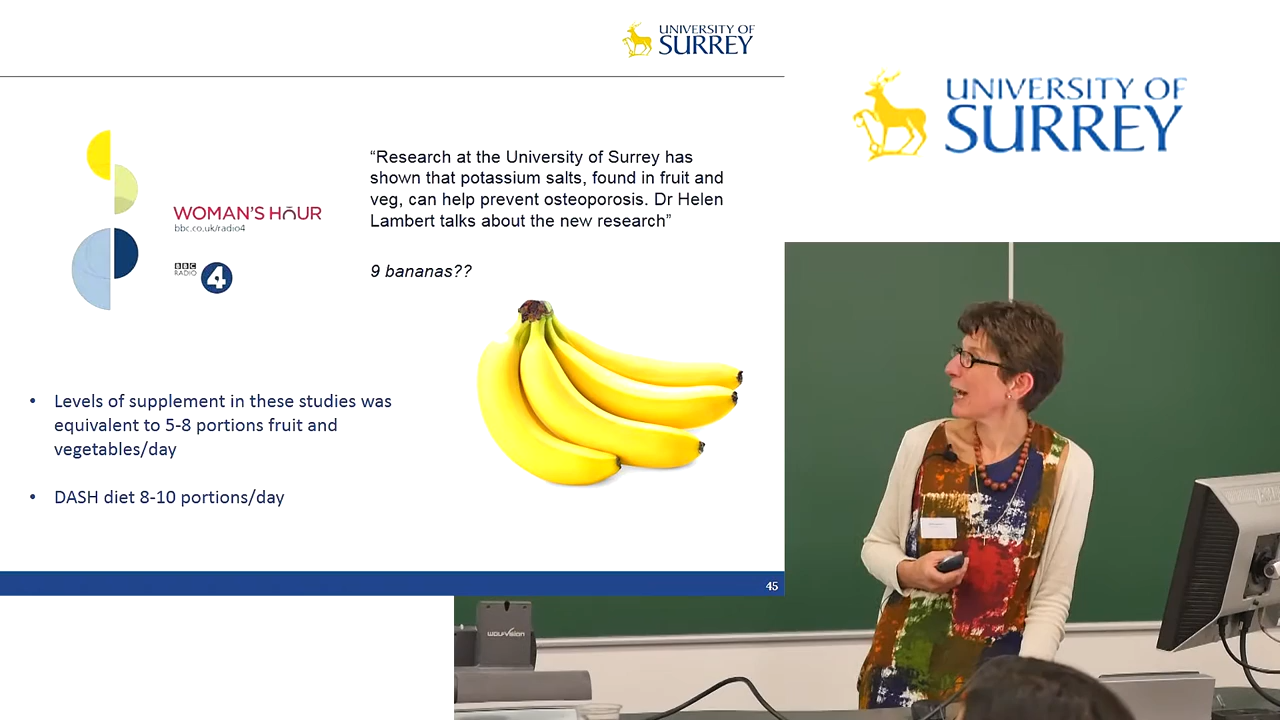 UNIVERSITY OF
SURREY
UNIVERSITY OF
SURREY
“Research at the University of Surrey has
shown that potassium salts, found in fruit and
veg, can help prevent osteoporosis. Dr Helen
Lambert talks about the new research”
WOMAN'S HOUR
bbc.co.uk/radio4
BBC
RADIO
4
9 bananas??
• Levels of supplement in these studies was
equivalent to 5-8 portions fruit and
vegetables/day
• DASH diet 8-10 portions/day
45
WolfVision